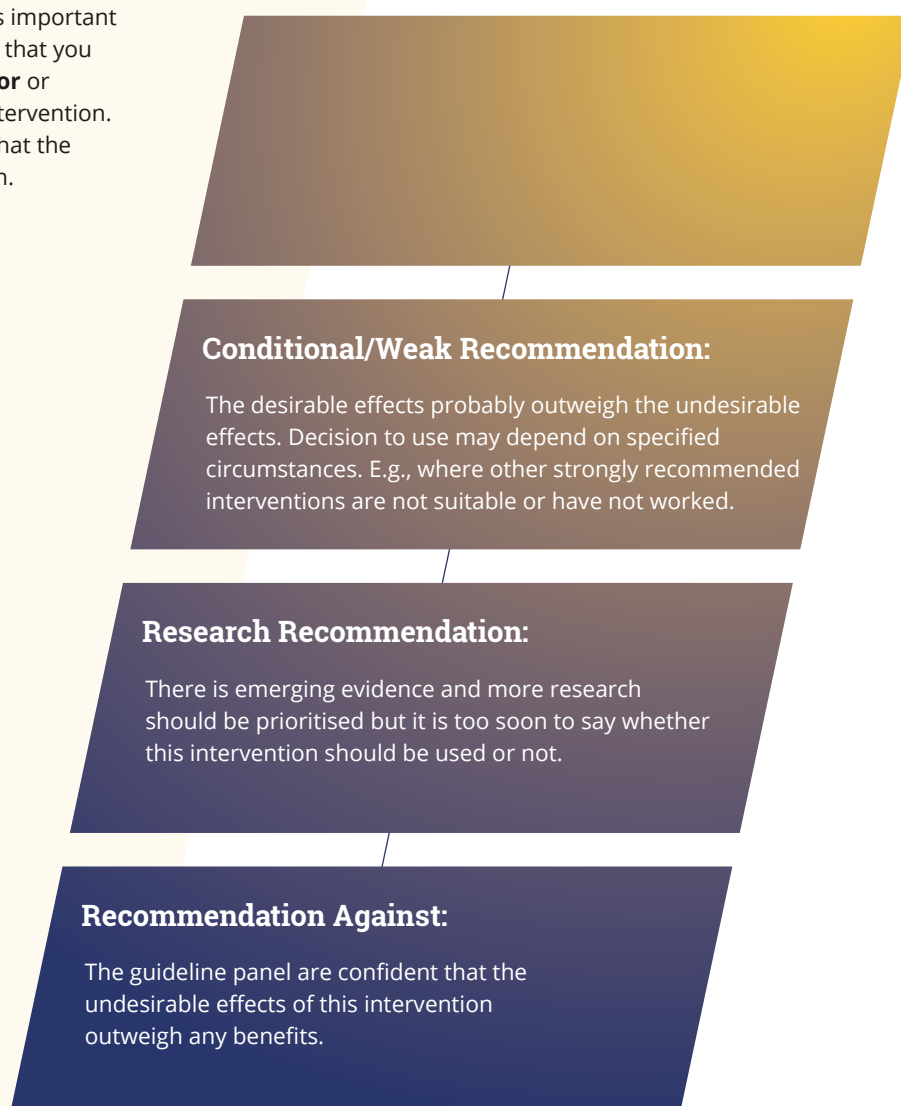 s important
that you
or or
tervention.
hat the
n.
Conditional/Weak Recommendation:
The desirable effects probably outweigh the undesirable
effects. Decision to use may depend on specified
circumstances. E.g., where other strongly recommended
interventions are not suitable or have not worked.
Research Recommendation:
There is emerging evidence and more research
should be prioritised but it is too soon to say whether
this intervention should be used or not.
Recommendation Against:
The guideline panel are confident that the
undesirable effects of this intervention
outweigh any benefits.